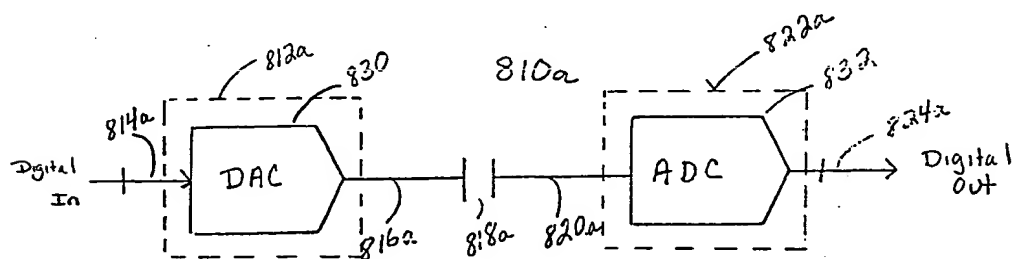 812a
830
810a
822a
832
814a
824a
Digital
In
DAC
ADC
Digital
Out
816a
818a
820a